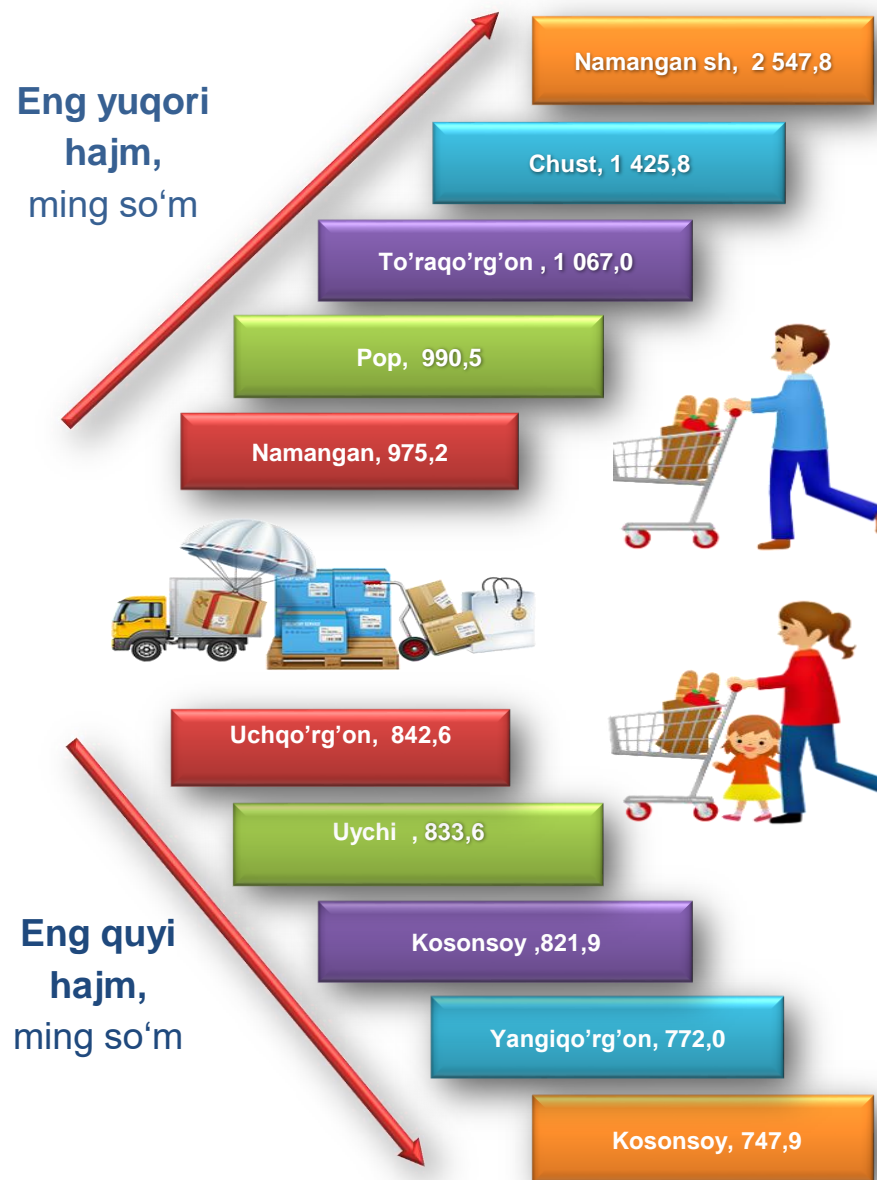 Eng yuqori
hajm,
ming so‘m
Namangan sh, 2 547,8
Chust, 1 425,8
To’raqo’rg’on , 1 067,0
Pop, 990,5
Namangan, 975,2
Uchqo’rg’on, 842,6
Uychi , 833,6
Kosonsoy ,821,9
Yangiqo’rg’on, 772,0
Kosonsoy, 747,9
Eng quyi
hajm,
ming so‘m